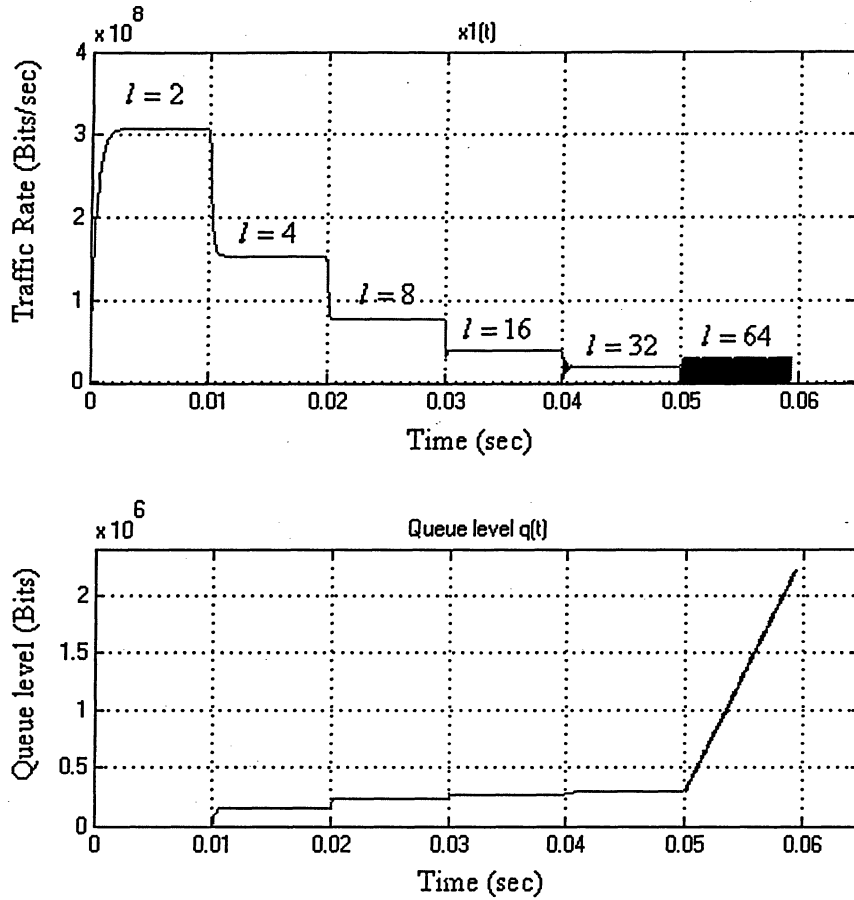 x 10^8
x1(t)
Traffic Rate (Bits/sec)
4
3
2
1
0
l = 2
l = 4
l = 8
l = 16
l = 32
l = 64
0 0.01 0.02 0.03 0.04 0.05 0.06
Time (sec)
x 10^6
Queue level q(t)
Queue level (Bits)
2
1.5
1
0.5
0
0 0.01 0.02 0.03 0.04 0.05 0.06
Time (sec)